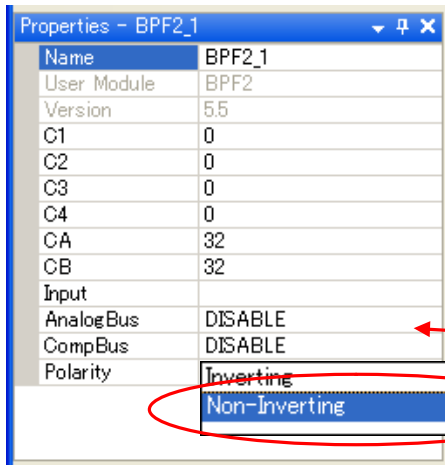 Properties - BPF2_1
Name BPF2_1
User Module BPF2
Version 5.5
C1 0
C2 0
C3 0
C4 0
CA 32
CB 32
Input
AnalogBus DISABLE
CompBus DISABLE
Polarity Inverting
Non-Inverting